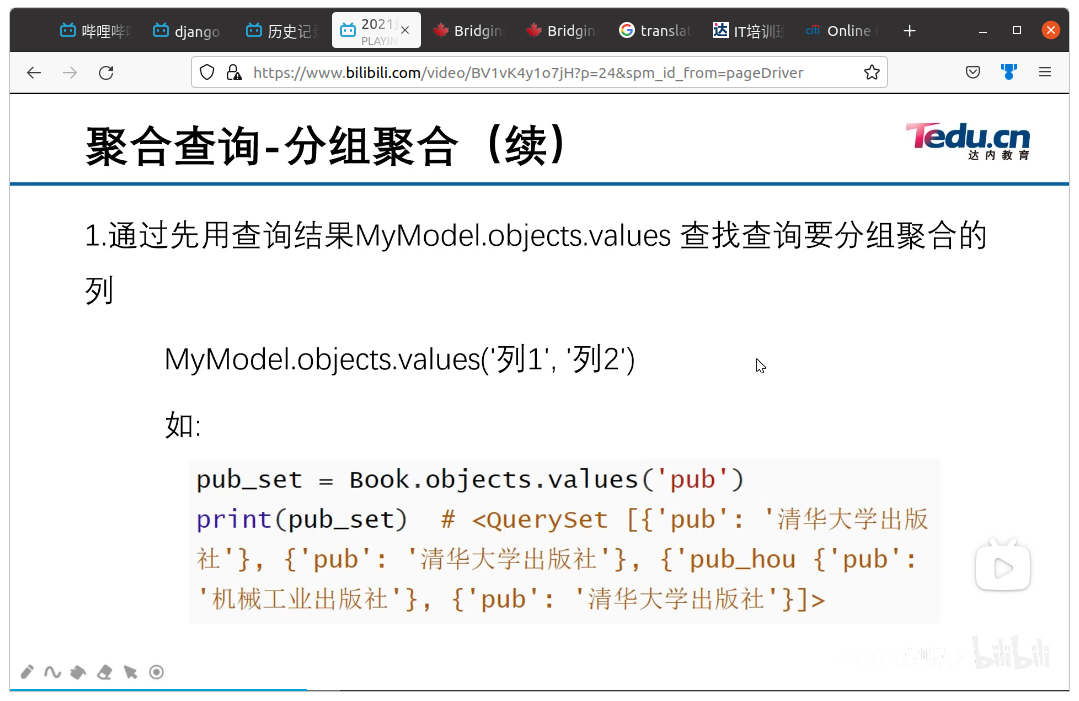 哔哩哔
django
历史记
2021
PLAYIN
Bridgin
Bridgin
translat
IT培训
Online
https://www.bilibili.com/video/BV1vK4y1o7jH?p=24&spm_id_from=pageDriver
聚合查询-分组聚合（续）
Tedu.cn
达内教育
1.通过先用查询结果MyModel.objects.values 查找查询要分组聚合的
列
MyModel.objects.values('列1', '列2')
如:
pub_set = Book.objects.values('pub')
print(pub_set)  # <QuerySet [{'pub': '清华大学出版
社'}, {'pub': '清华大学出版社'}, {'pub_hou {'pub':
'机械工业出版社'}, {'pub': '清华大学出版社'}]>
bilibili